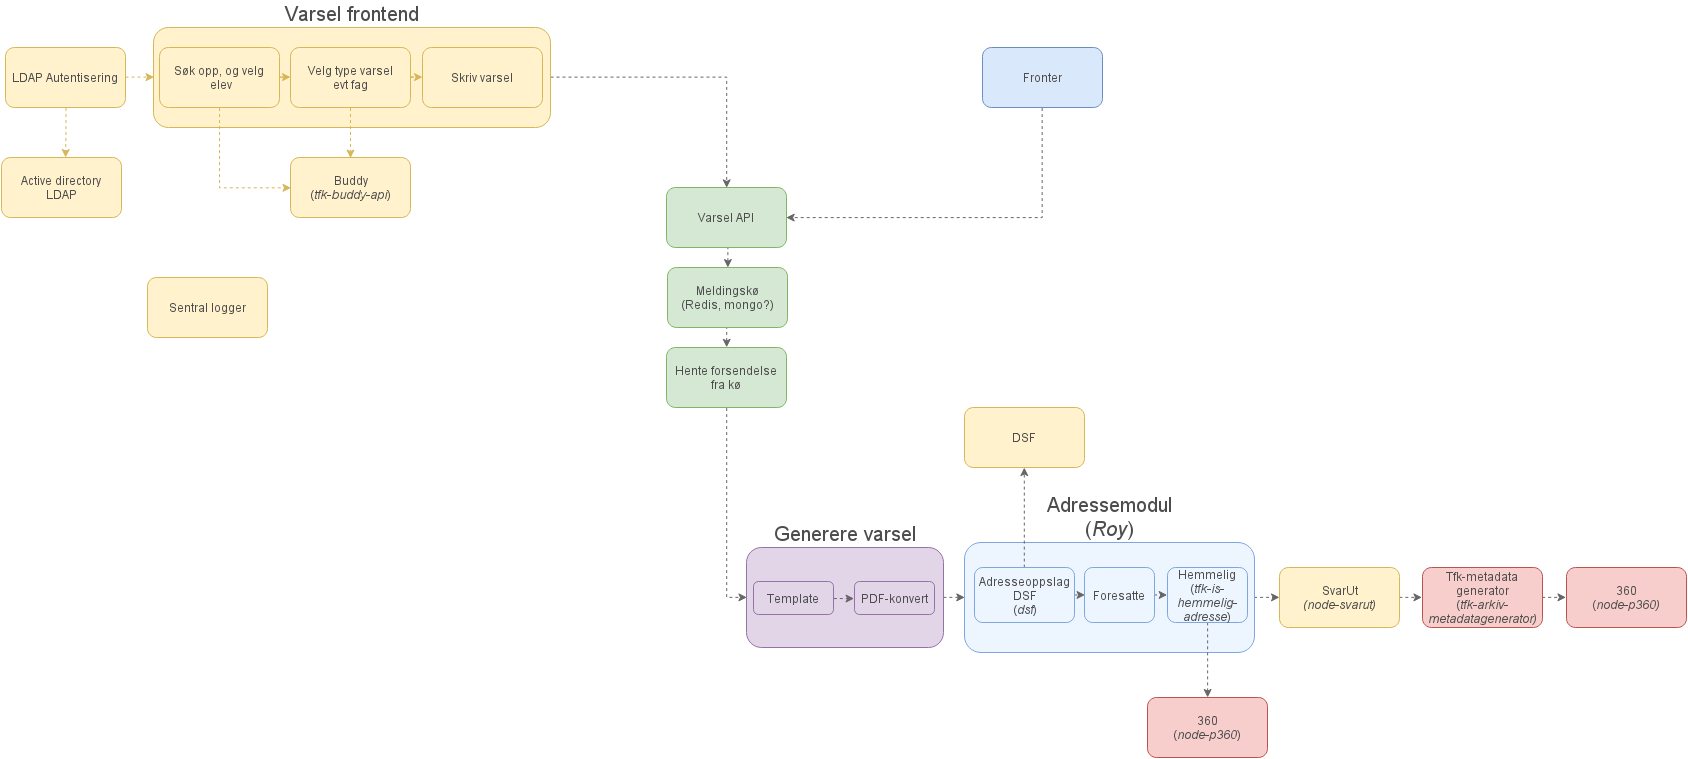 Varsel frontend
LDAP Autentisering
Søk opp, og velg
elev
Velg type varsel
evt fag
Skriv varsel
Fronter
Active directory
LDAP
Buddy
(tfk-buddy-api)
Varsel API
Sentral logger
Meldingskø
(Redis, mongo?)
Hente forsendelse
fra kø
DSF
Adressemodul
(Roy)
Generere varsel
Template
PDF-konvert
Adresseoppslag
DSF
(dsf)
Foresatte
Hemmelig
(tfk-is-
hemmelig-
adresse)
SvarUt
(node-svarut)
Tfk-metadata
generator
(tfk-arkiv-
metadatagenerator)
360
(node-p360)
360
(node-p360)